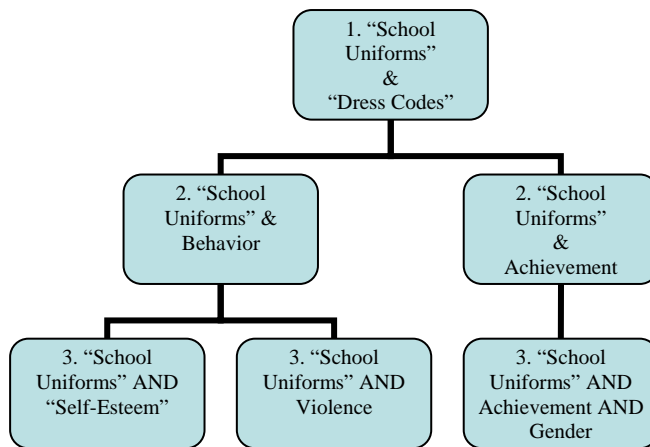 1. “School
Uniforms”
&
“Dress Codes”
2. “School
Uniforms” &
Behavior
2. “School
Uniforms”
&
Achievement
3. “School
Uniforms” AND
“Self-Esteem”
3. “School
Uniforms” AND
Violence
3. “School
Uniforms” AND
Achievement AND
Gender